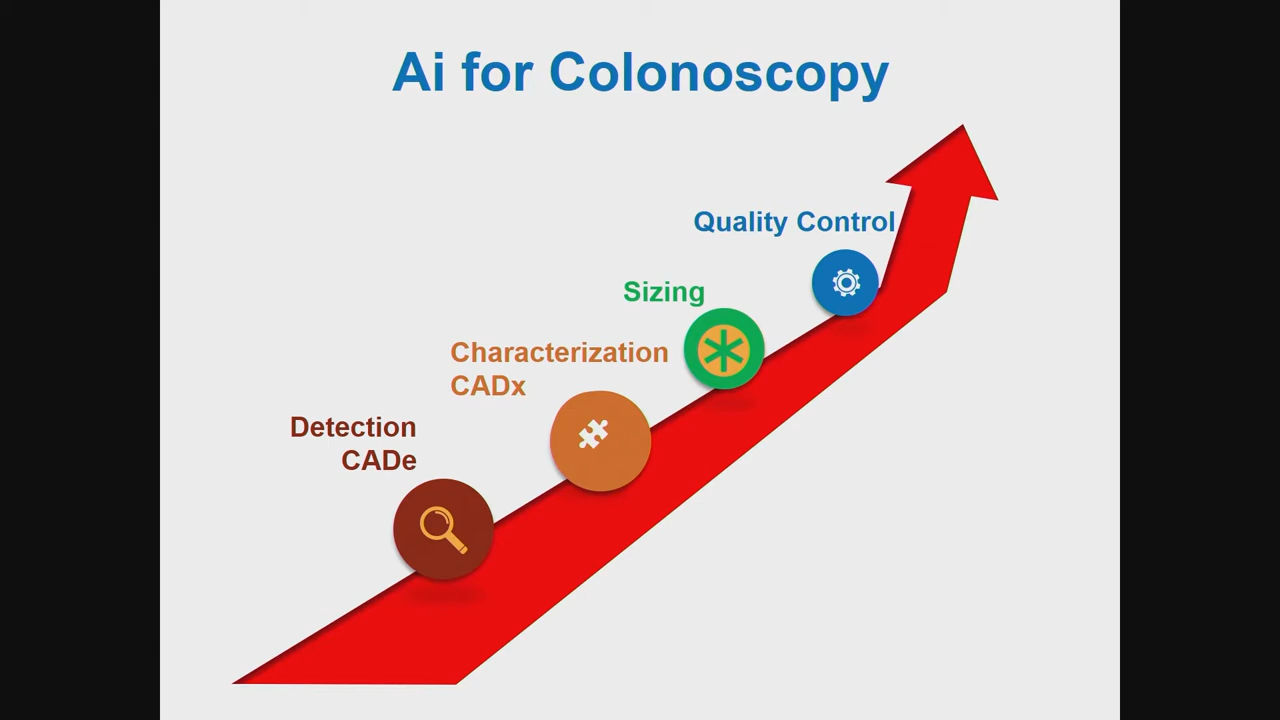 Ai for Colonoscopy
Quality Control
Sizing
Characterization
CADx
Detection
CADe